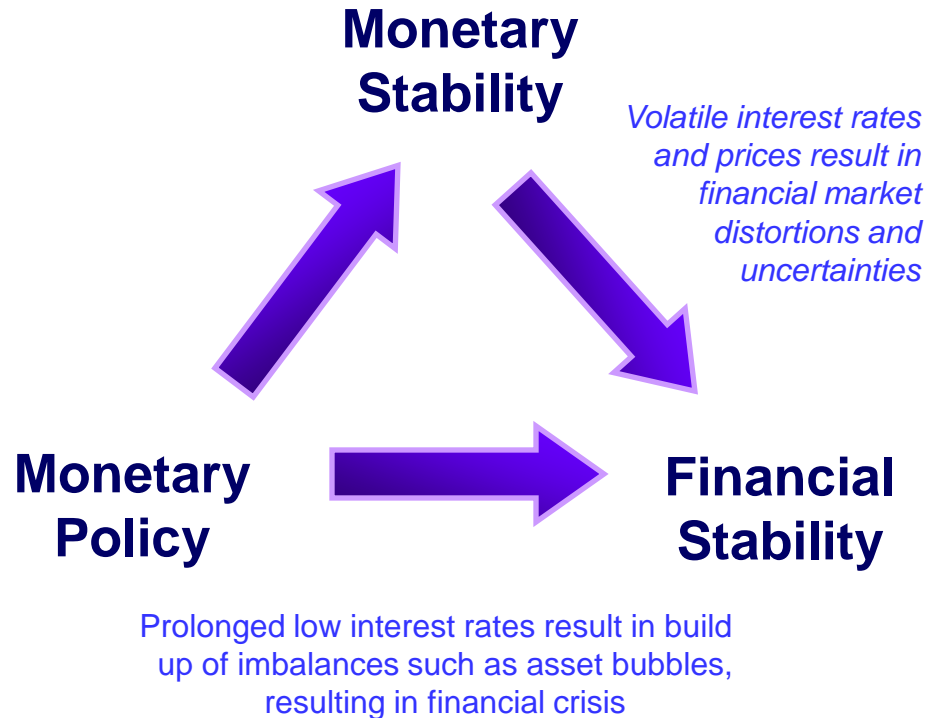 Monetary
Stability
Volatile interest rates
and prices result in
financial market
distortions and
uncertainties
Monetary
Policy
Financial
Stability
Prolonged low interest rates result in build
up of imbalances such as asset bubbles,
resulting in financial crisis